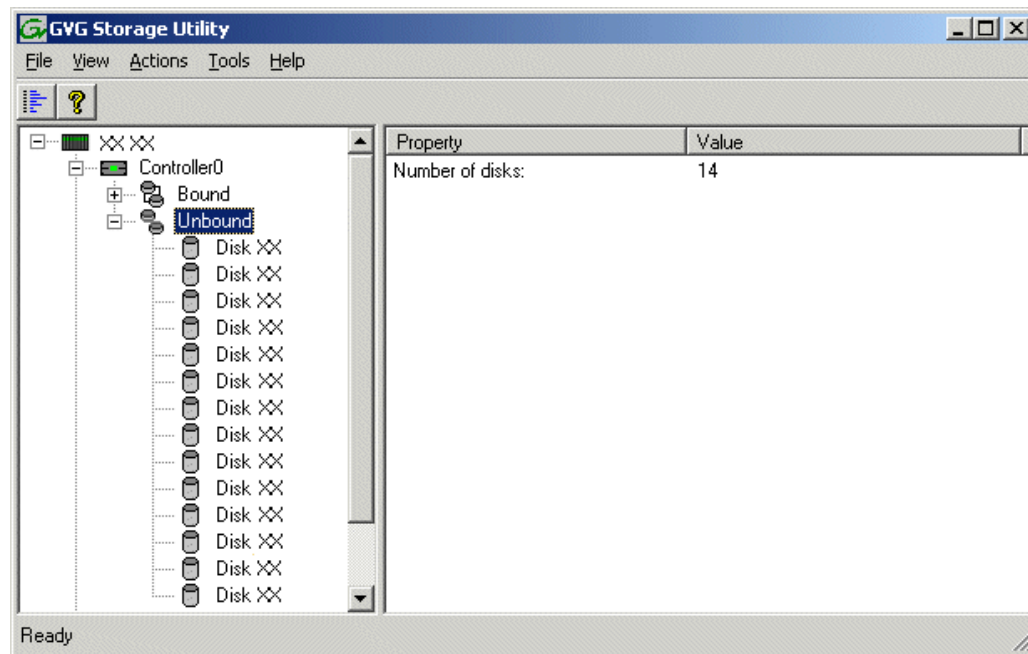 GVG Storage Utility
File View Actions Tools Help
XX XX
Controller0
Bound
Unbound
Disk XX
Disk XX
Disk XX
Disk XX
Disk XX
Disk XX
Disk XX
Disk XX
Disk XX
Disk XX
Disk XX
Disk XX
Disk XX
Disk XX
Property Value
Number of disks: 14
Ready